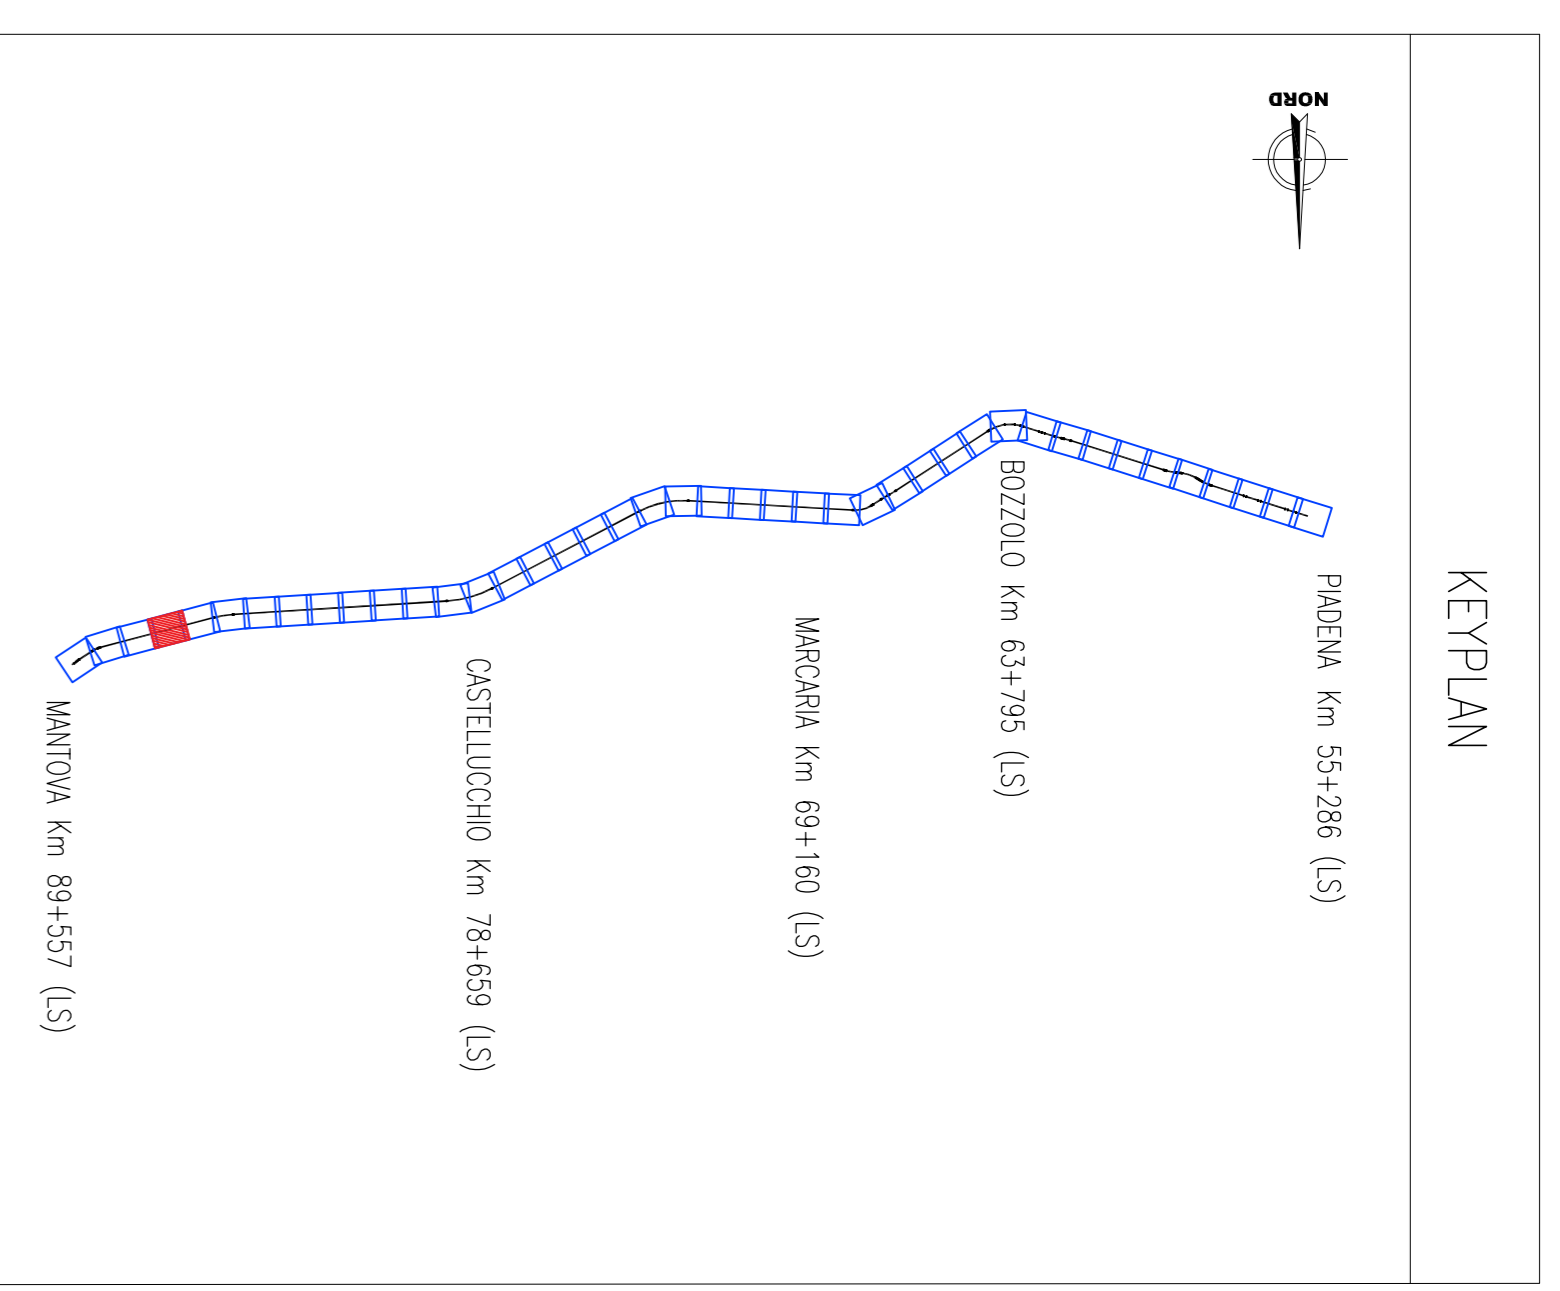 KEYPLAN
NORD
PIADENA Km 55+286 (LS)
BOZZOLO Km 63+795 (LS)
MARCARIA Km 69+160 (LS)
CASTELLUCCHIO Km 78+659 (LS)
MANTOVA Km 89+557 (LS)